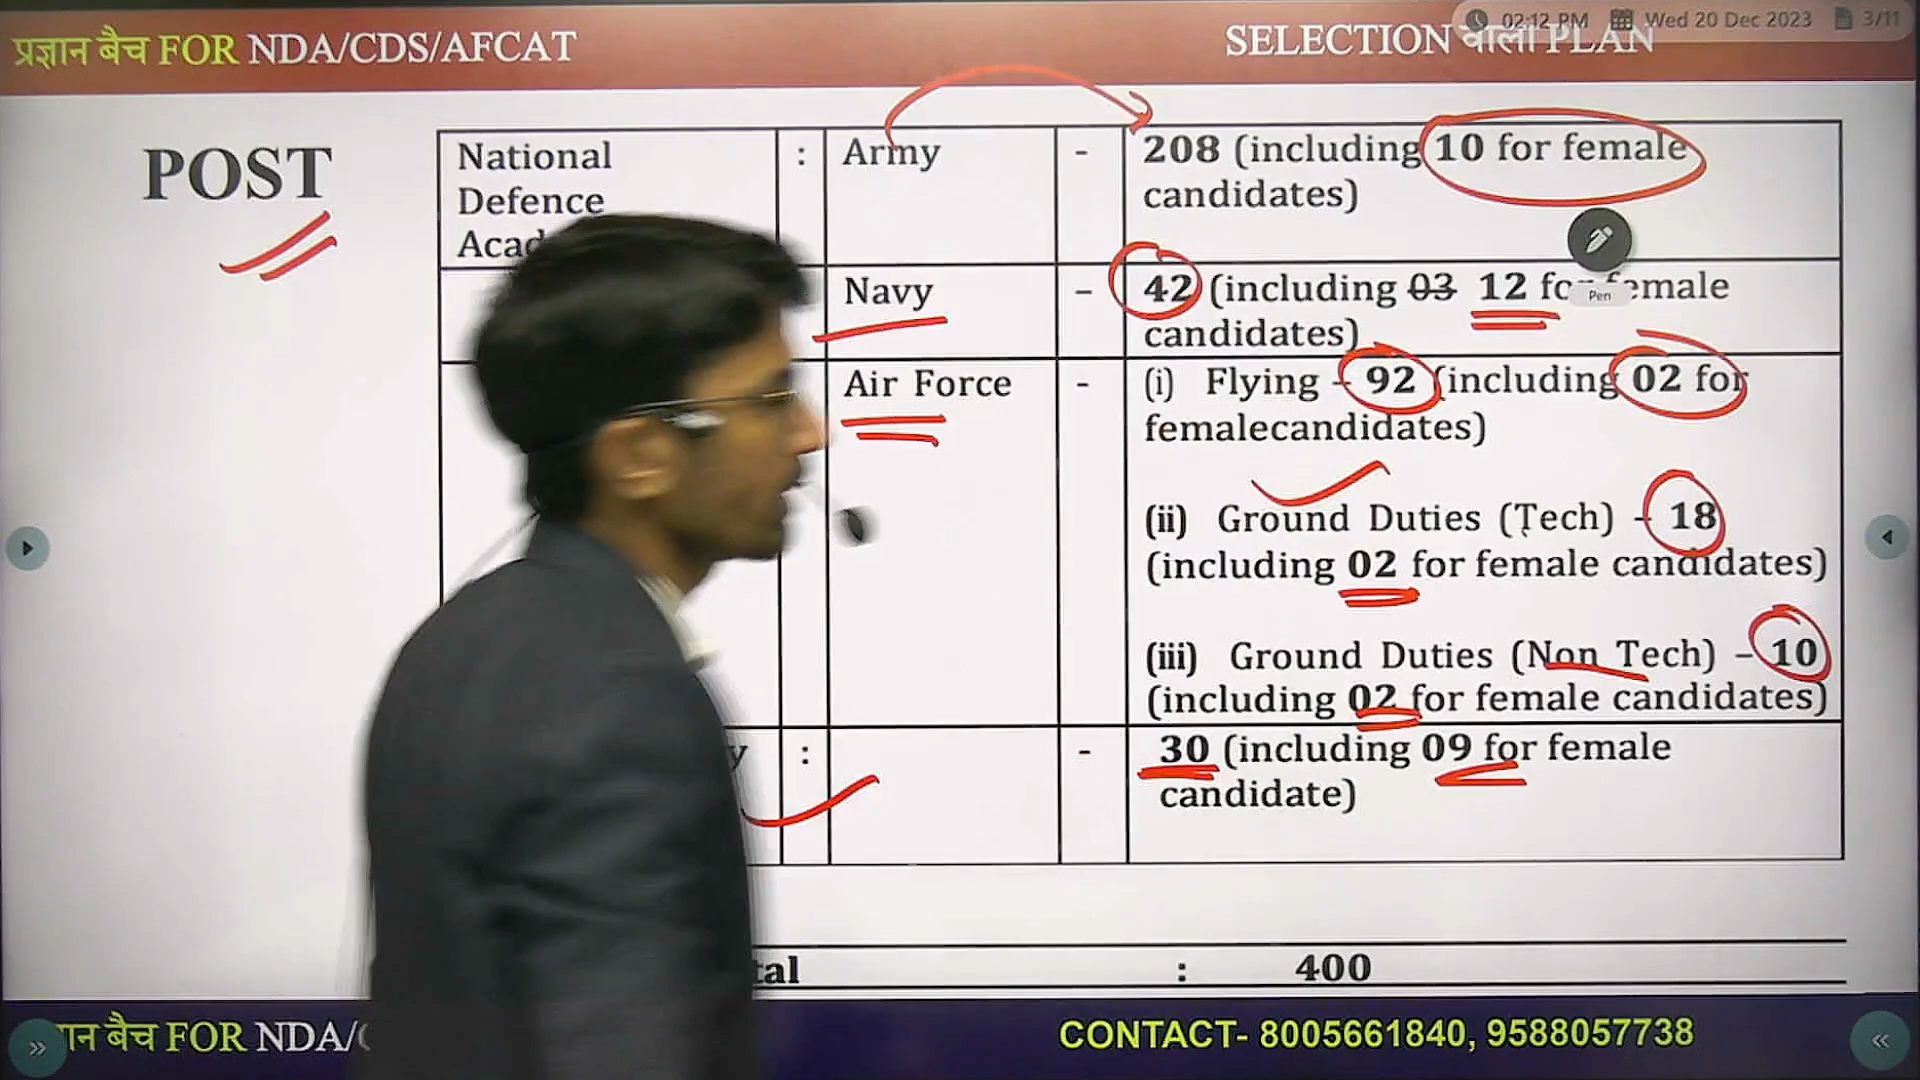 02:12 PM Wed 20 Dec 2023 3/11
प्रज्ञान बैच FOR NDA/CDS/AFCAT
SELECTION वाला PLAN
POST
National : Army - 208 (including 10 for female
Defence candidates)
Navy - 42 (including 03 12 for female
candidates)
Air Force - (i) Flying - 92 (including 02 for
femalecandidates)
(ii) Ground Duties (Tech) - 18
(including 02 for female candidates)
(iii) Ground Duties (Non Tech) - 10
(including 02 for female candidates)
: - 30 (including 09 for female
candidate)
: 400
Pen
बैच FOR NDA/
CONTACT- 8005661840, 9588057738